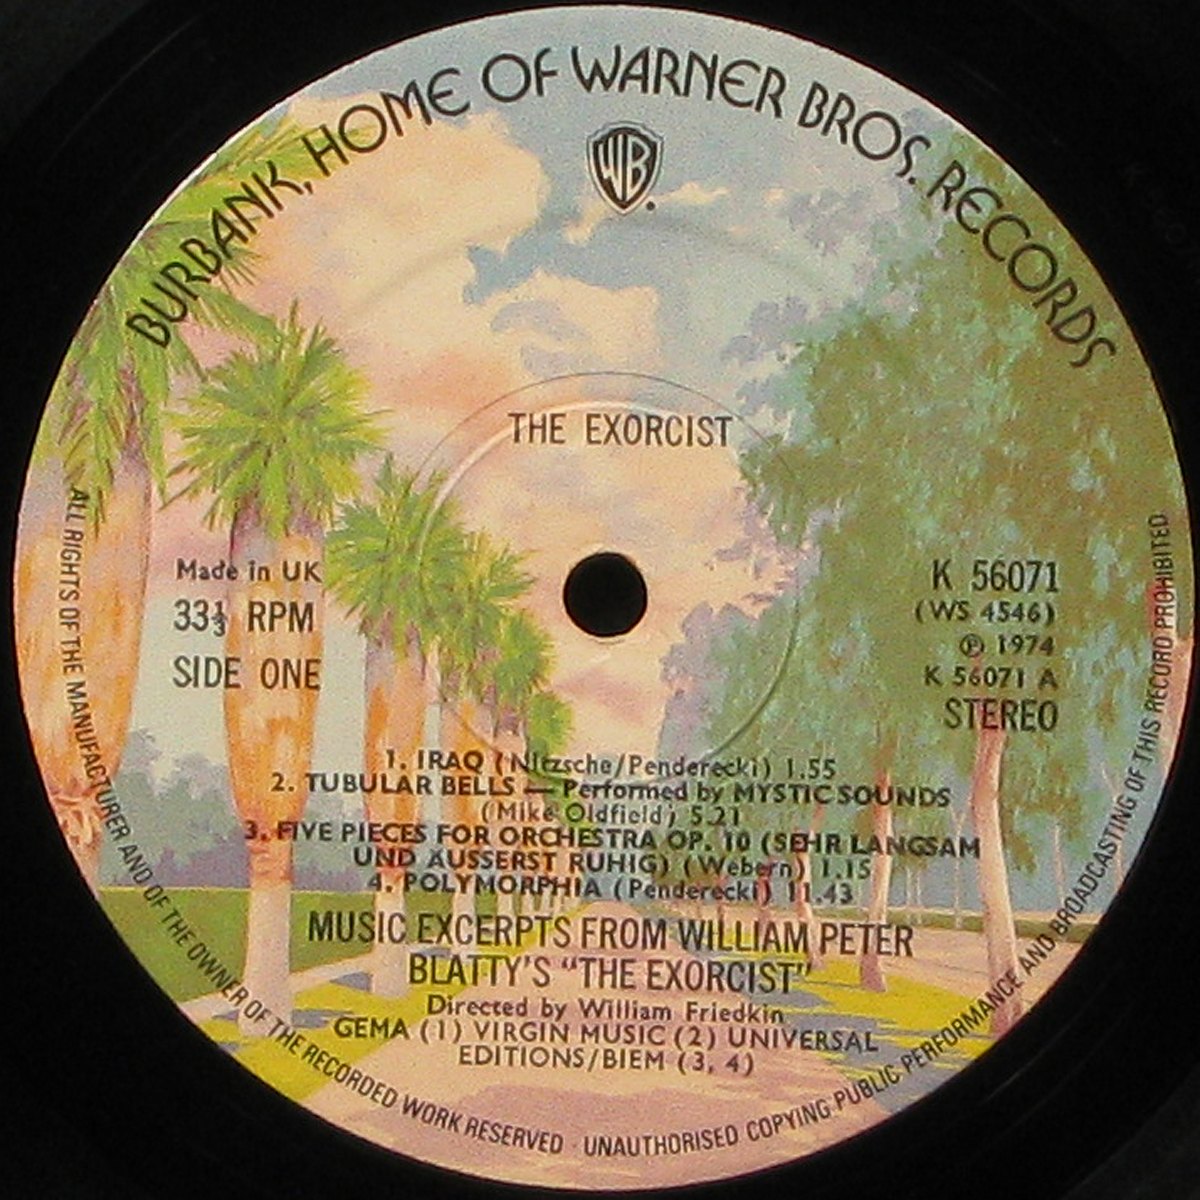 BURBANK, HOME OF WARNER BROS. RECORDS
WB
THE EXORCIST
Made in UK
33⅓ RPM
SIDE ONE
K 56071
(WS 4546)
℗ 1974
K 56071 A
STEREO
1. IRAQ (Nitzsche/Penderecki) 1.55
2. TUBULAR BELLS — Performed by MYSTIC SOUNDS
(Mike Oldfield) 5.21
3. FIVE PIECES FOR ORCHESTRA OP. 10 (SEHR LANGSAM
UND ÄUSSERST RUHIG) (Webern) 1.15
4. POLYMORPHIA (Penderecki) 11.43
MUSIC EXCERPTS FROM WILLIAM PETER
BLATTY'S "THE EXORCIST"
Directed by William Friedkin
GEMA (1) VIRGIN MUSIC (2) UNIVERSAL
EDITIONS/BIEM (3, 4)
ALL RIGHTS OF THE MANUFACTURER AND OF THE OWNER OF THE RECORDED WORK RESERVED · UNAUTHORISED COPYING PUBLIC PERFORMANCE AND BROADCASTING OF THIS RECORD PROHIBITED